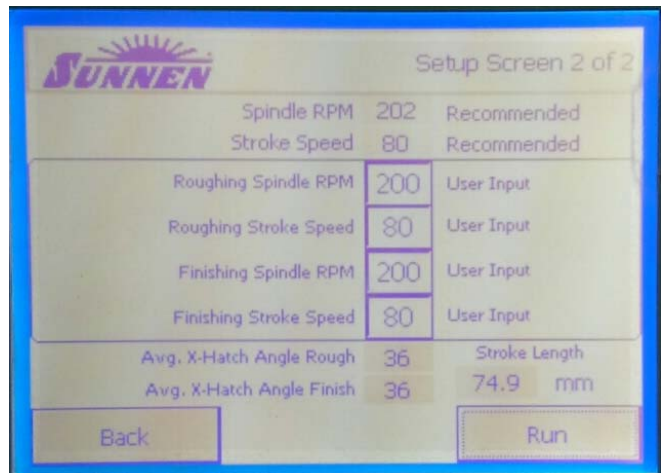 SUNNEN
Setup Screen 2 of 2
Spindle RPM 202 Recommended
Stroke Speed 80 Recommended
Roughing Spindle RPM 200 User Input
Roughing Stroke Speed 80 User Input
Finishing Spindle RPM 200 User Input
Finishing Stroke Speed 80 User Input
Avg. X-Hatch Angle Rough 36 Stroke Length
Avg. X-Hatch Angle Finish 36 74.9 mm
Back Run